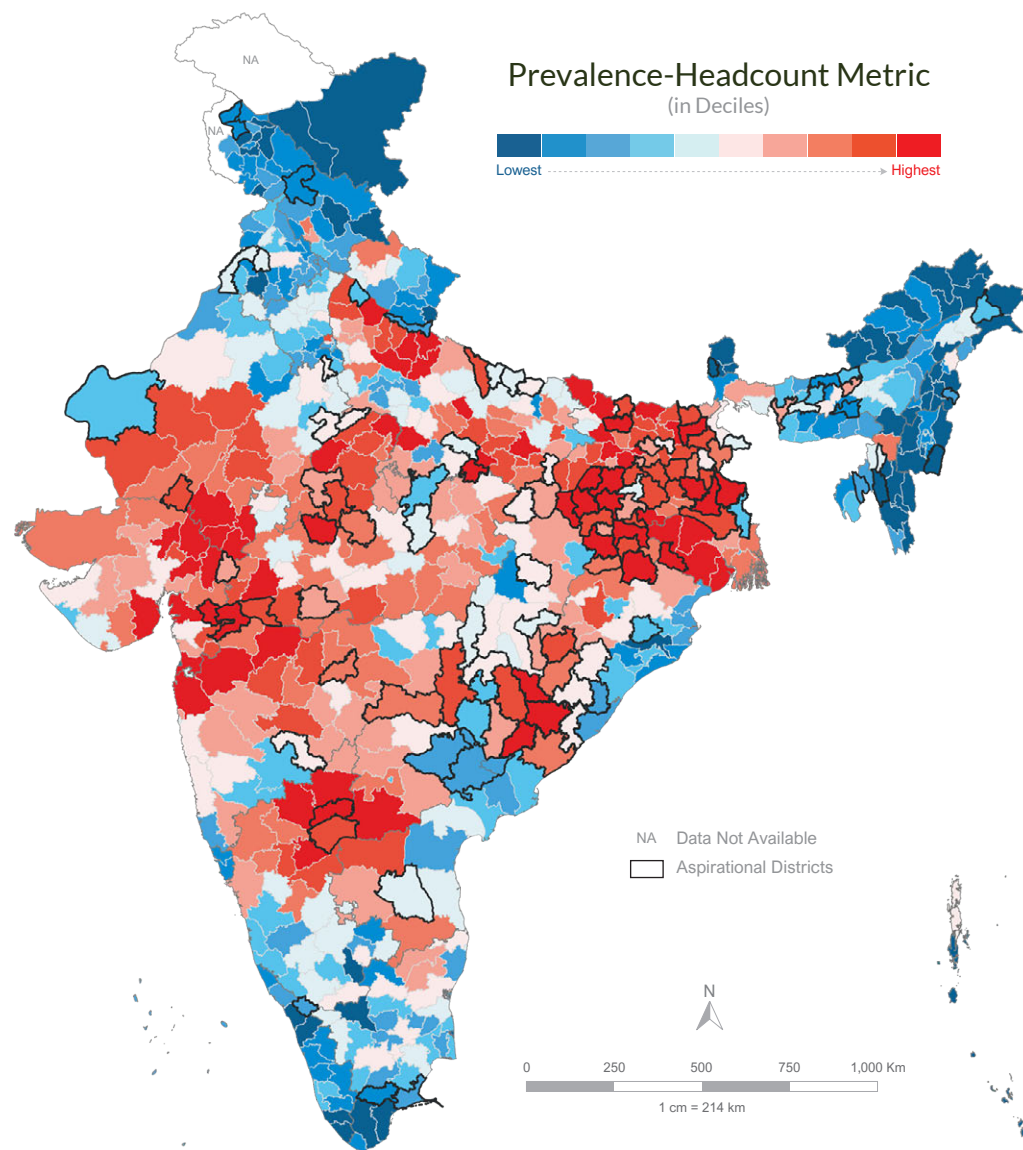 NA
Prevalence-Headcount Metric
(in Deciles)
NA
Lowest Highest
NA Data Not Available
Aspirational Districts
N
0 250 500 750 1,000 Km
1 cm = 214 km